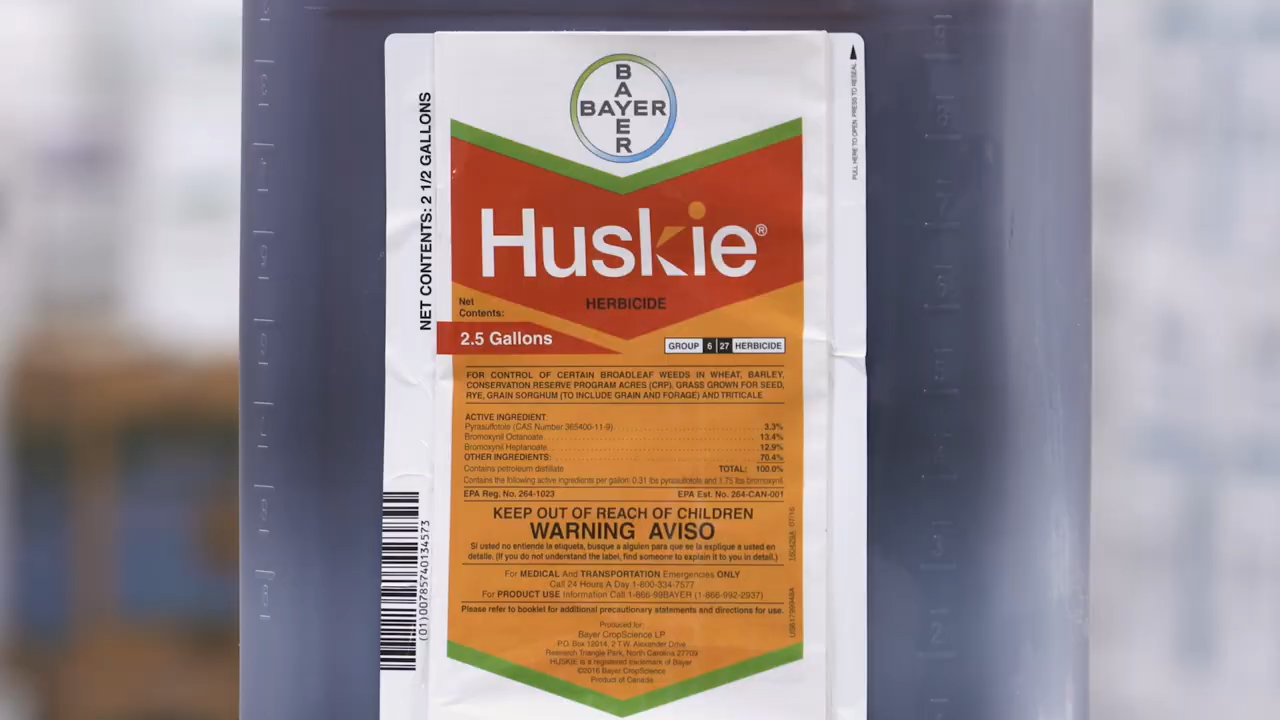 BAYER
BAYER
Huskie®
HERBICIDE
Net
Contents:
2.5 Gallons
GROUP 6 27 HERBICIDE
FOR CONTROL OF CERTAIN BROADLEAF WEEDS IN WHEAT, BARLEY,
CONSERVATION RESERVE PROGRAM ACRES (CRP), GRASS GROWN FOR SEED,
RYE, GRAIN SORGHUM (TO INCLUDE GRAIN AND FORAGE) AND TRITICALE
ACTIVE INGREDIENT:
Pyrasulfotole (CAS Number 365400-11-9) 3.3%
Bromoxynil Octanoate 13.4%
Bromoxynil Heptanoate 12.9%
OTHER INGREDIENTS: 70.4%
Contains petroleum distillate TOTAL: 100.0%
Contains the following active ingredients per gallon: 0.31 lbs pyrasulfotole and 1.75 lbs bromoxynil
EPA Reg. No. 264-1023 EPA Est. No. 264-CAN-001
KEEP OUT OF REACH OF CHILDREN
WARNING AVISO
Si usted no entiende la etiqueta, busque a alguien para que se la explique a usted en
detalle. (If you do not understand the label, find someone to explain it to you in detail.)
For MEDICAL And TRANSPORTATION Emergencies ONLY
Call 24 Hours A Day 1-800-334-7577
For PRODUCT USE Information Call 1-866-99BAYER (1-866-992-2937)
Please refer to booklet for additional precautionary statements and directions for use.
Produced for:
Bayer CropScience LP
P.O. Box 12014, 2 T.W. Alexander Drive
Research Triangle Park, North Carolina 27709
HUSKIE is a registered trademark of Bayer
©2016 Bayer CropScience
Product of Canada
NET CONTENTS: 2 1/2 GALLONS
(01)00785740134573
PULL HERE TO OPEN PRESS TO RESEAL